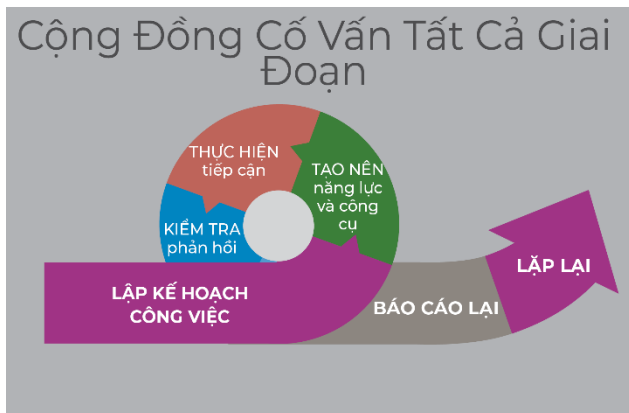 Cộng Đồng Cố Vấn Tất Cả Giai
Đoạn
THỰC HIỆN
tiếp cận
TẠO NÊN
năng lực
và công
cụ
KIỂM TRA
phản hồi
LẬP KẾ HOẠCH
CÔNG VIỆC
BÁO CÁO LẠI
LẶP LẠI